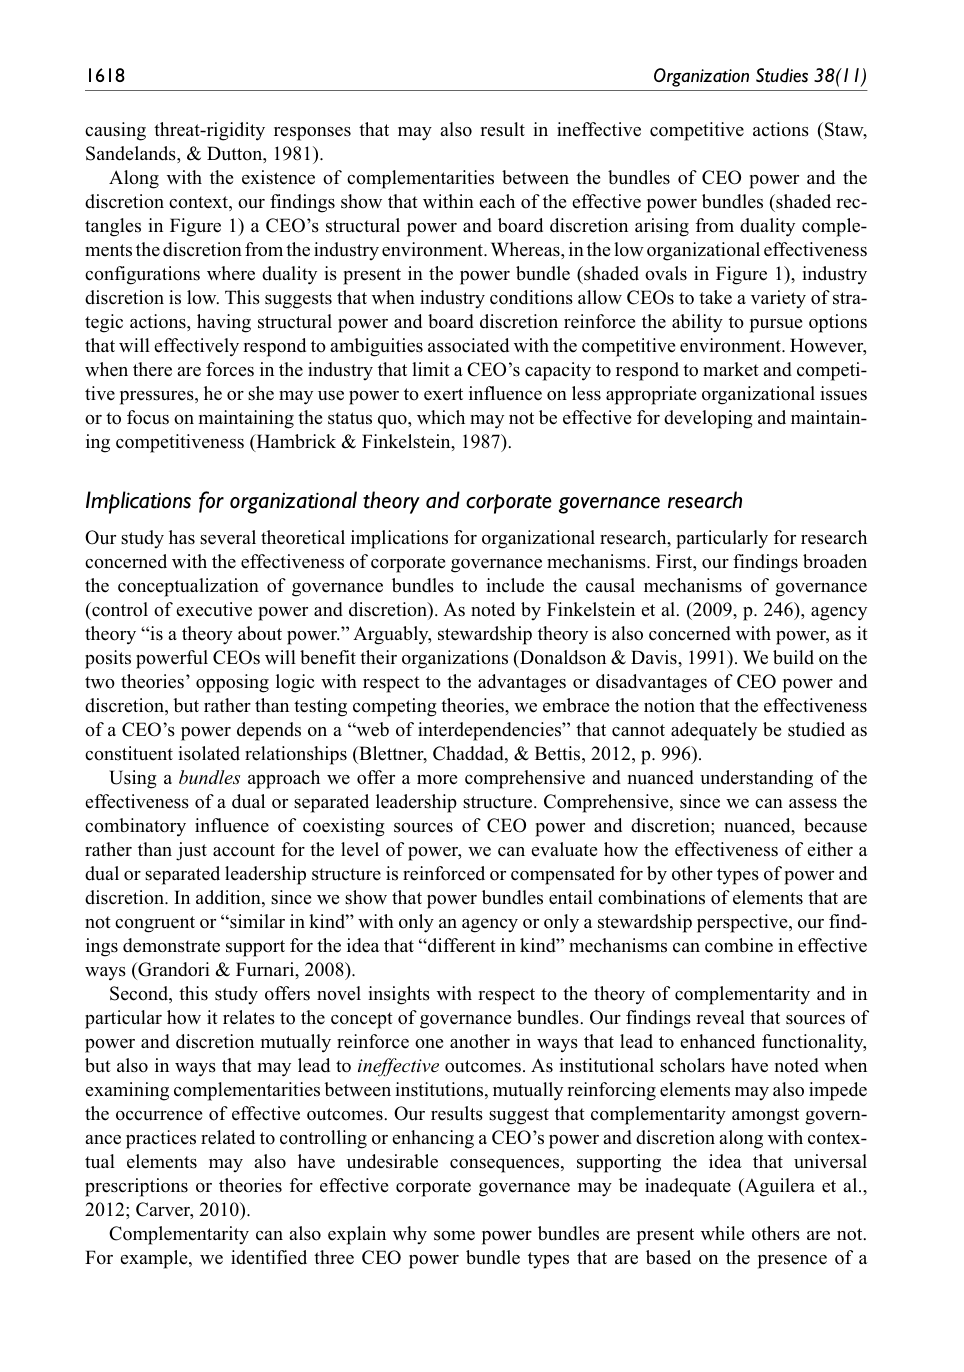 1618
Organization Studies 38(11)
causing threat-rigidity responses that may also result in ineffective competitive actions (Staw,
Sandelands, & Dutton, 1981).
Along with the existence of complementarities between the bundles of CEO power and the
discretion context, our findings show that within each of the effective power bundles (shaded rec-
tangles in Figure 1) a CEO’s structural power and board discretion arising from duality comple-
ments the discretion from the industry environment. Whereas, in the low organizational effectiveness
configurations where duality is present in the power bundle (shaded ovals in Figure 1), industry
discretion is low. This suggests that when industry conditions allow CEOs to take a variety of stra-
tegic actions, having structural power and board discretion reinforce the ability to pursue options
that will effectively respond to ambiguities associated with the competitive environment. However,
when there are forces in the industry that limit a CEO’s capacity to respond to market and competi-
tive pressures, he or she may use power to exert influence on less appropriate organizational issues
or to focus on maintaining the status quo, which may not be effective for developing and maintain-
ing competitiveness (Hambrick & Finkelstein, 1987).
Implications for organizational theory and corporate governance research
Our study has several theoretical implications for organizational research, particularly for research
concerned with the effectiveness of corporate governance mechanisms. First, our findings broaden
the conceptualization of governance bundles to include the causal mechanisms of governance
(control of executive power and discretion). As noted by Finkelstein et al. (2009, p. 246), agency
theory “is a theory about power.” Arguably, stewardship theory is also concerned with power, as it
posits powerful CEOs will benefit their organizations (Donaldson & Davis, 1991). We build on the
two theories’ opposing logic with respect to the advantages or disadvantages of CEO power and
discretion, but rather than testing competing theories, we embrace the notion that the effectiveness
of a CEO’s power depends on a “web of interdependencies” that cannot adequately be studied as
constituent isolated relationships (Blettner, Chaddad, & Bettis, 2012, p. 996).
Using a bundles approach we offer a more comprehensive and nuanced understanding of the
effectiveness of a dual or separated leadership structure. Comprehensive, since we can assess the
combinatory influence of coexisting sources of CEO power and discretion; nuanced, because
rather than just account for the level of power, we can evaluate how the effectiveness of either a
dual or separated leadership structure is reinforced or compensated for by other types of power and
discretion. In addition, since we show that power bundles entail combinations of elements that are
not congruent or “similar in kind” with only an agency or only a stewardship perspective, our find-
ings demonstrate support for the idea that “different in kind” mechanisms can combine in effective
ways (Grandori & Furnari, 2008).
Second, this study offers novel insights with respect to the theory of complementarity and in
particular how it relates to the concept of governance bundles. Our findings reveal that sources of
power and discretion mutually reinforce one another in ways that lead to enhanced functionality,
but also in ways that may lead to ineffective outcomes. As institutional scholars have noted when
examining complementarities between institutions, mutually reinforcing elements may also impede
the occurrence of effective outcomes. Our results suggest that complementarity amongst govern-
ance practices related to controlling or enhancing a CEO’s power and discretion along with contex-
tual elements may also have undesirable consequences, supporting the idea that universal
prescriptions or theories for effective corporate governance may be inadequate (Aguilera et al.,
2012; Carver, 2010).
Complementarity can also explain why some power bundles are present while others are not.
For example, we identified three CEO power bundle types that are based on the presence of a